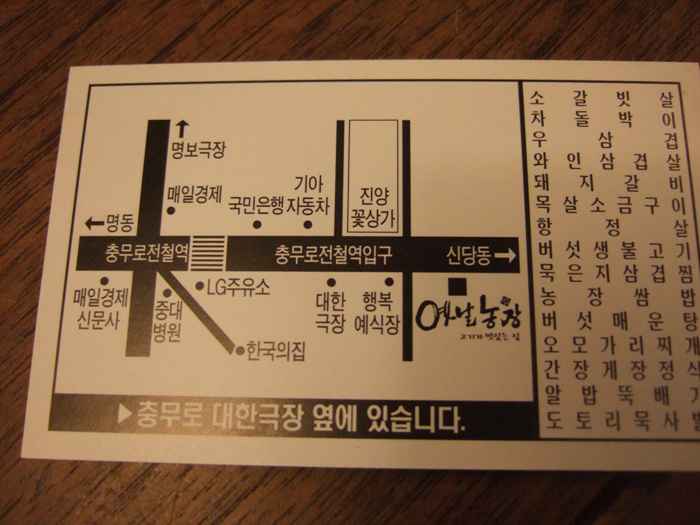 명보극장
매일경제
국민은행
기아
자동차
진양
꽃상가
명동
충무로전철역
충무로전철역입구
신당동
매일경제
신문사
중대
병원
LG주유소
한국의집
대한
극장
행복
예식장
옛날농장
고기가 맛있는 집
충무로 대한극장 옆에 있습니다.
소 갈 빗 살
차 돌 박 이
우 삼 겹
와 인 삼 겹 살
돼 지 갈 비
목 살 소 금 구 이
항 정 살
버 섯 생 불 고 기
묵 은 지 삼 겹 찜
농 장 쌈 밥
버 섯 매 운 탕
오 모 가 리 찌 개
간 장 게 장 정 식
알 밥 뚝 배 기
도 토 리 묵 사 발